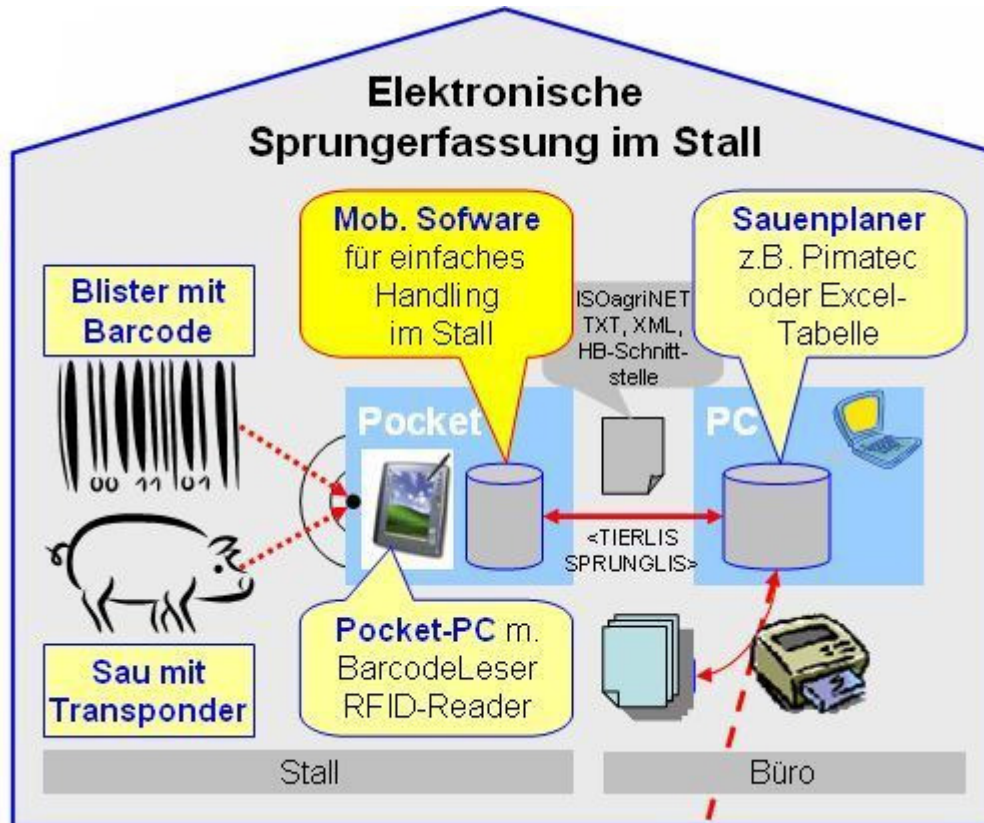 Elektronische
Sprungerfassung im Stall
Mob. Sofware
für einfaches
Handling
im Stall
Sauenplaner
z.B. Pimatec
oder Excel-
Tabelle
Blister mit
Barcode
ISOagriNET
TXT, XML,
HB-Schnitt-
stelle
Pocket
PC
00 11 01
<TIERLIS
SPRUNGLIS>
Pocket-PC m.
BarcodeLeser
RFID-Reader
Sau mit
Transponder
Stall
Büro